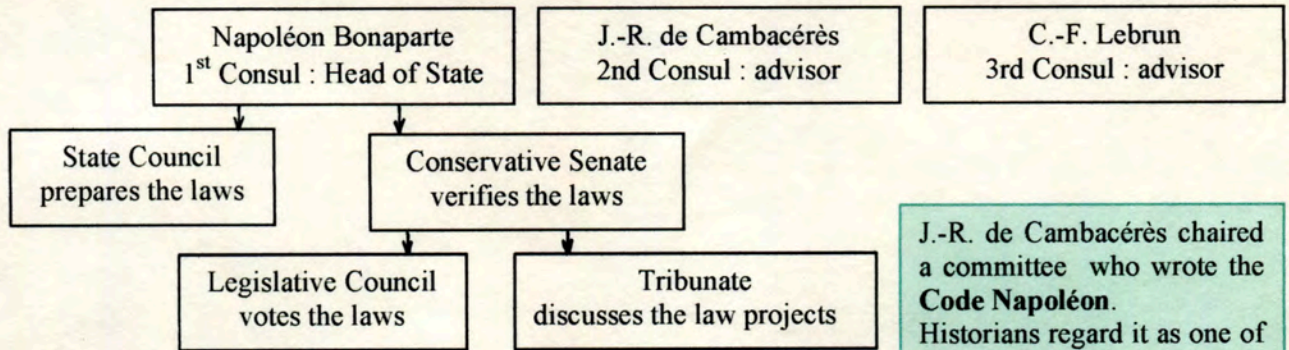 Napoléon Bonaparte
1st Consul : Head of State
J.-R. de Cambacérès
2nd Consul : advisor
C.-F. Lebrun
3rd Consul : advisor
State Council
prepares the laws
Conservative Senate
verifies the laws
Legislative Council
votes the laws
Tribunate
discusses the law projects
J.-R. de Cambacérès chaired
a committee who wrote the
Code Napoléon.
Historians regard it as one of